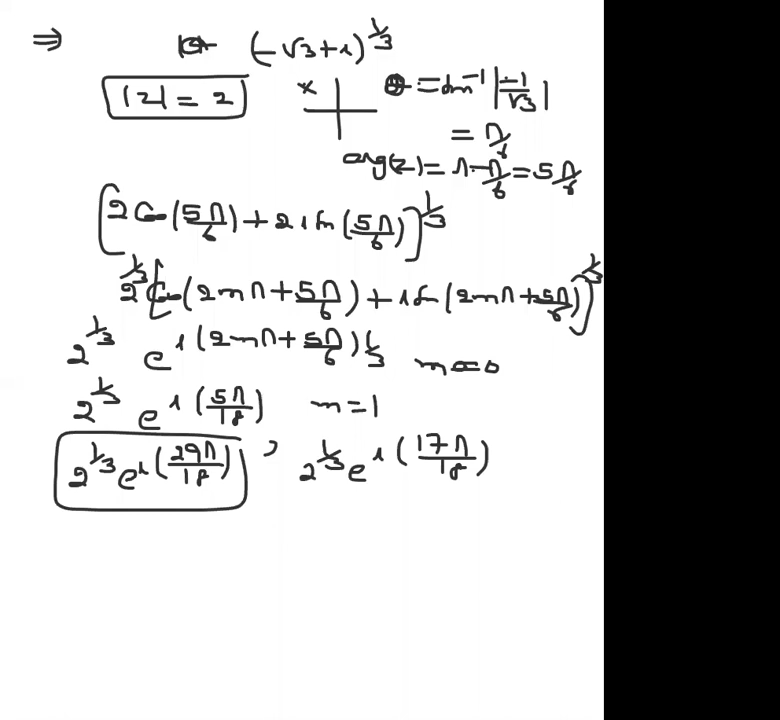 ⇒ (-√3+i)^1/3
|z| = 2 θ = tan⁻¹|-1/√3|
= π/6
arg(z) = π - π/6 = 5π/6
[2 Cos(5π/6) + 2 i sin(5π/6)]^1/3
2^1/3 [Cos(2mπ + 5π/6) + i sin(2mπ + 5π/6)]^1/3
2^1/3 e^i(2mπ + 5π/6)1/3 m=0
2^1/3 e^i(5π/18) m=1
2^1/3 e^i(29π/18) , 2^1/3 e^i(17π/18)